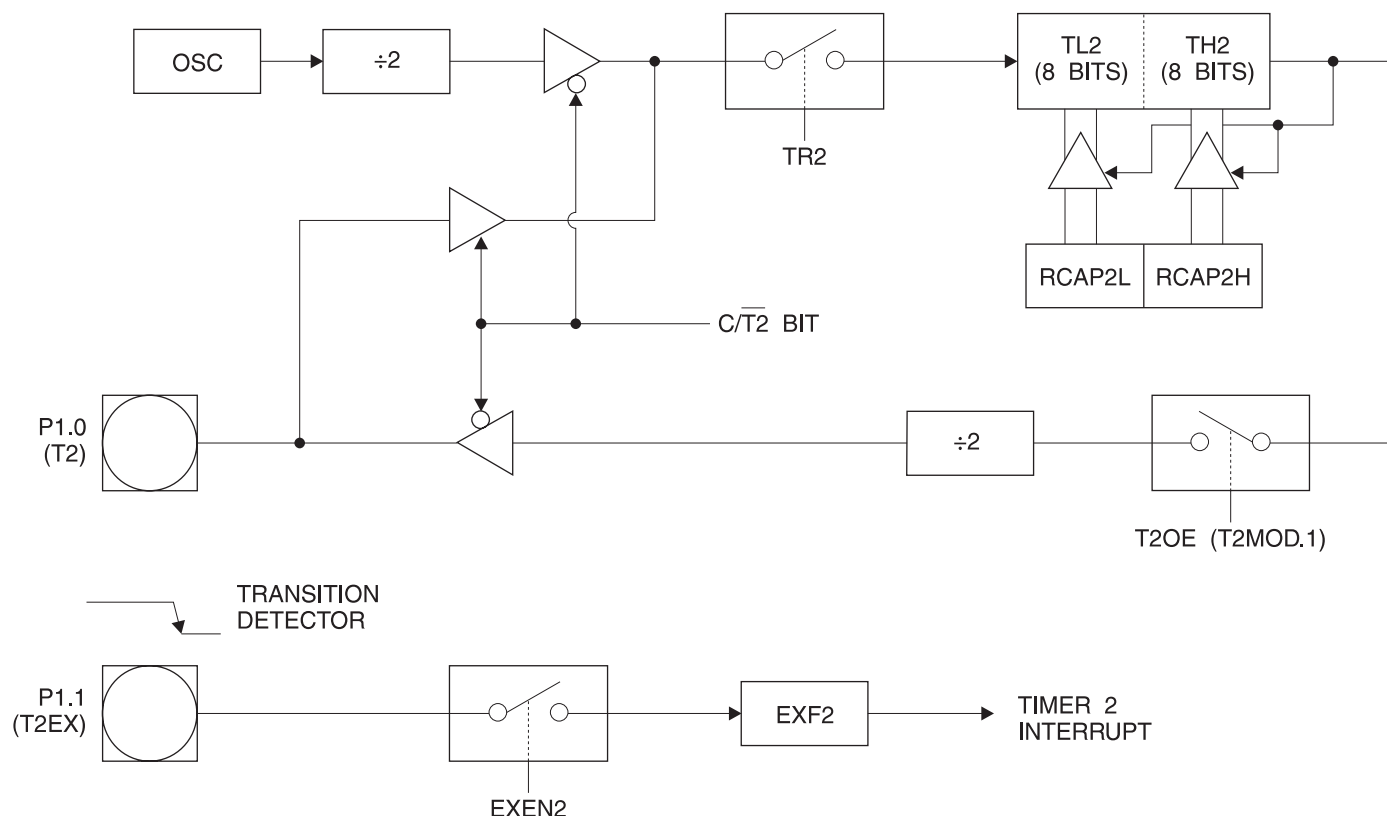 OSC
÷2
TR2
TL2
(8 BITS)
TH2
(8 BITS)
RCAP2L
RCAP2H
C/T̅2̅ BIT
P1.0
(T2)
÷2
T2OE (T2MOD.1)
TRANSITION
DETECTOR
P1.1
(T2EX)
EXEN2
EXF2
TIMER 2
INTERRUPT